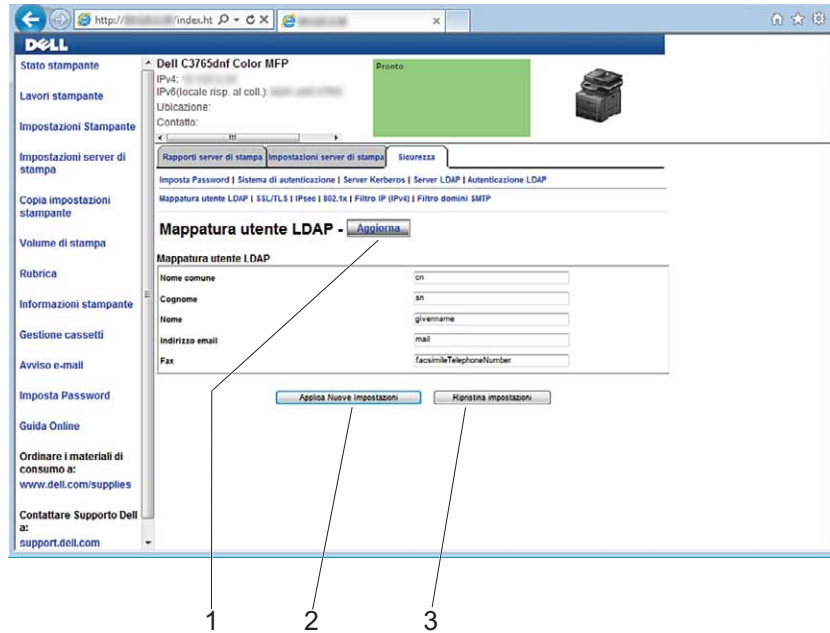 http:// /index.ht
DELL
Stato stampante
Lavori stampante
Impostazioni Stampante
Impostazioni server di
stampa
Copia impostazioni
stampante
Volume di stampa
Rubrica
Informazioni stampante
Gestione cassetti
Avviso e-mail
Imposta Password
Guida Online
Ordinare i materiali di
consumo a:
www.dell.com/supplies
Contattare Supporto Dell
a:
support.dell.com
Dell C3765dnf Color MFP
IPv4:
IPv6(locale risp. al coll.):
Ubicazione:
Contatto:
Pronto
Rapporti server di stampa Impostazioni server di stampa Sicurezza
Imposta Password | Sistema di autenticazione | Server Kerberos | Server LDAP | Autenticazione LDAP
Mappatura utente LDAP | SSL/TLS | IPsec | 802.1x | Filtro IP (IPv4) | Filtro domini SMTP
Mappatura utente LDAP - Aggiorna
Mappatura utente LDAP
Nome comune cn
Cognome sn
Nome givenname
Indirizzo email mail
Fax facsimileTelephoneNumber
Applica Nuove Impostazioni Ripristina impostazioni
1 2 3